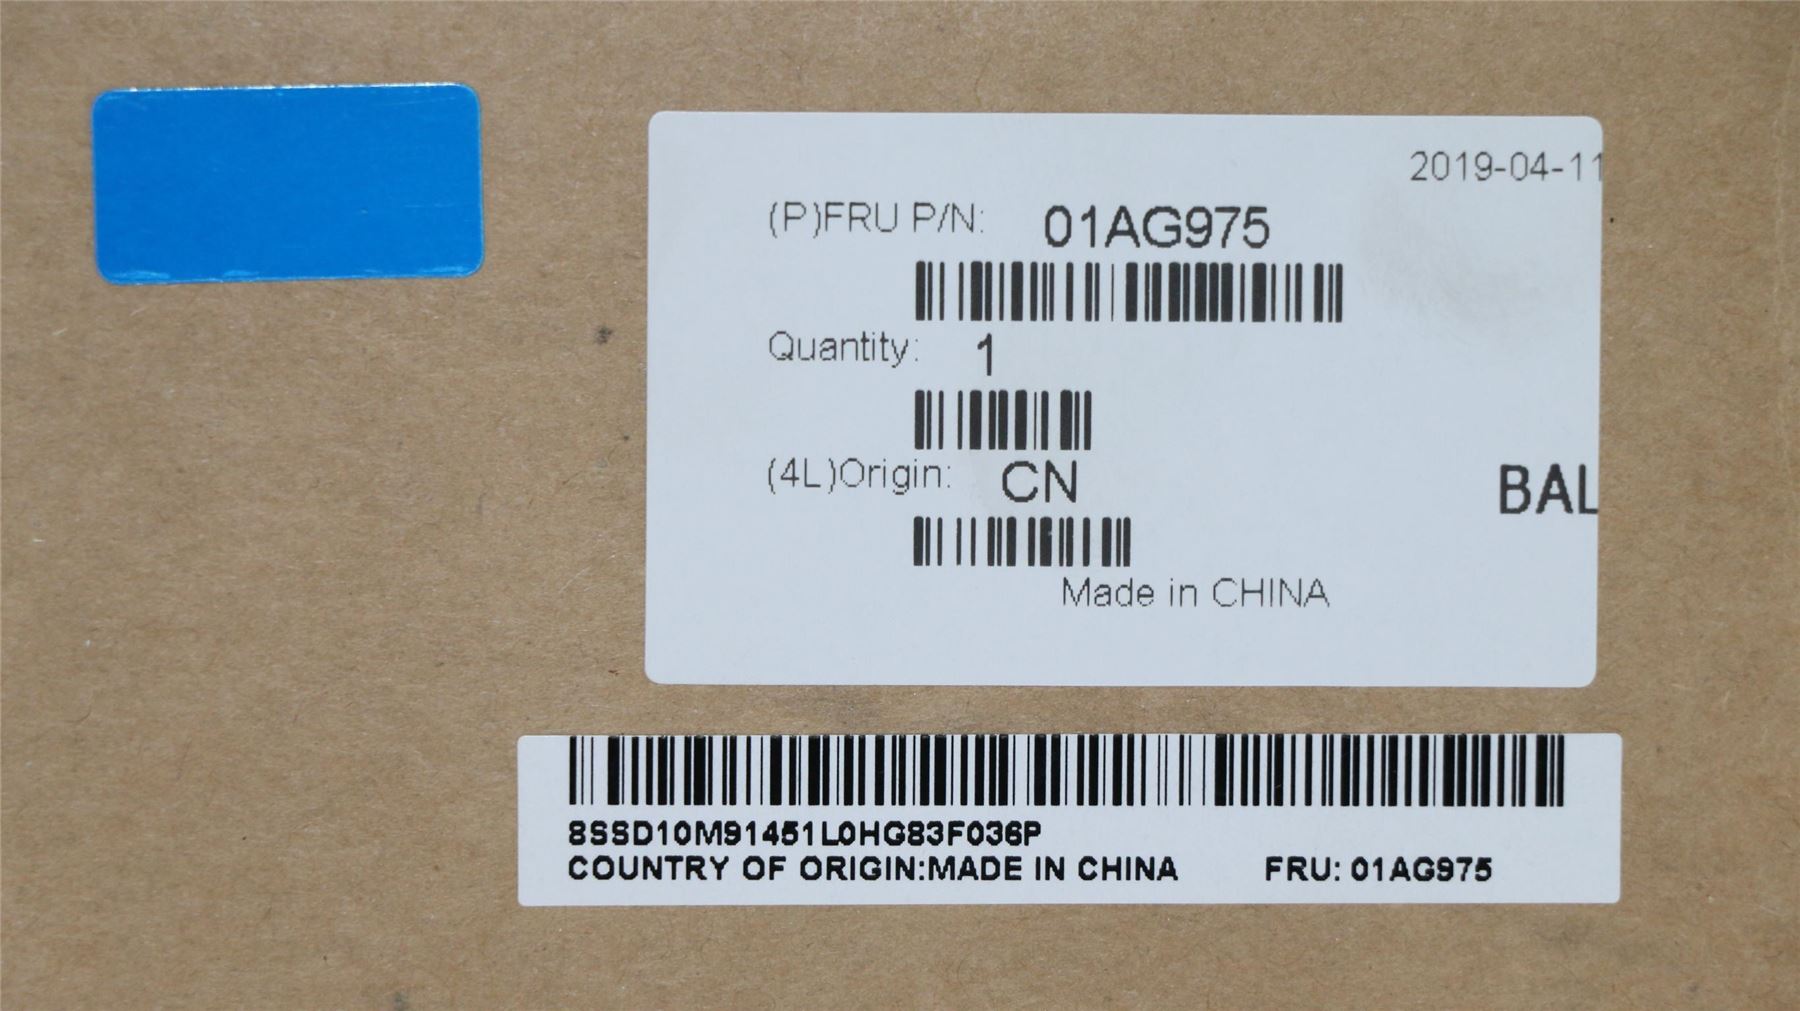 2019-04-11
(P)FRU P/N: 01AG975
Quantity: 1
(4L)Origin: CN
BAL
Made in CHINA
8SSD10M91451L0HG83F036P
COUNTRY OF ORIGIN:MADE IN CHINA FRU: 01AG975